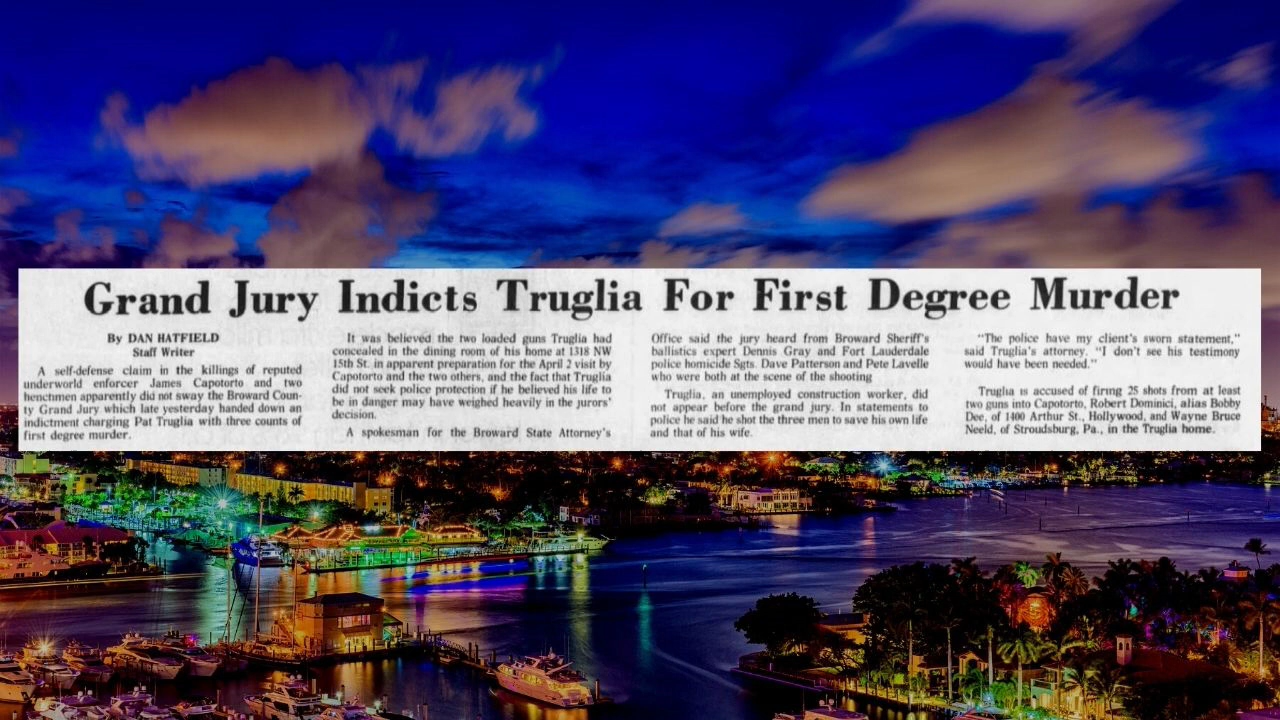 Grand Jury Indicts Truglia For First Degree Murder
By DAN HATFIELD
Staff Writer
A self-defense claim in the killings of reputed
underworld enforcer James Capotorto and two
henchmen apparently did not sway the Broward Coun-
ty Grand Jury which late yesterday handed down an
indictment charging Pat Truglia with three counts of
first degree murder.
It was believed the two loaded guns Truglia had
concealed in the dining room of his home at 1318 NW
15th St. in apparent preparation for the April 2 visit by
Capotorto and the two others, and the fact that Truglia
did not seek police protection if he believed his life to
be in danger may have weighed heavily in the jurors'
decision.
A spokesman for the Broward State Attorney's
Office said the jury heard from Broward Sheriff's
ballistics expert Dennis Gray and Fort Lauderdale
police homicide Sgts. Dave Patterson and Pete Lavelle
who were both at the scene of the shooting
Truglia, an unemployed construction worker, did
not appear before the grand jury. In statements to
police he said he shot the three men to save his own life
and that of his wife.
"The police have my client's sworn statement,"
said Truglia's attorney. "I don't see his testimony
would have been needed."
Truglia is accused of firing 25 shots from at least
two guns into Capotorto, Robert Dominici, alias Bobby
Dee, of 1400 Arthur St., Hollywood, and Wayne Bruce
Neeld, of Stroudsburg, Pa., in the Truglia home.